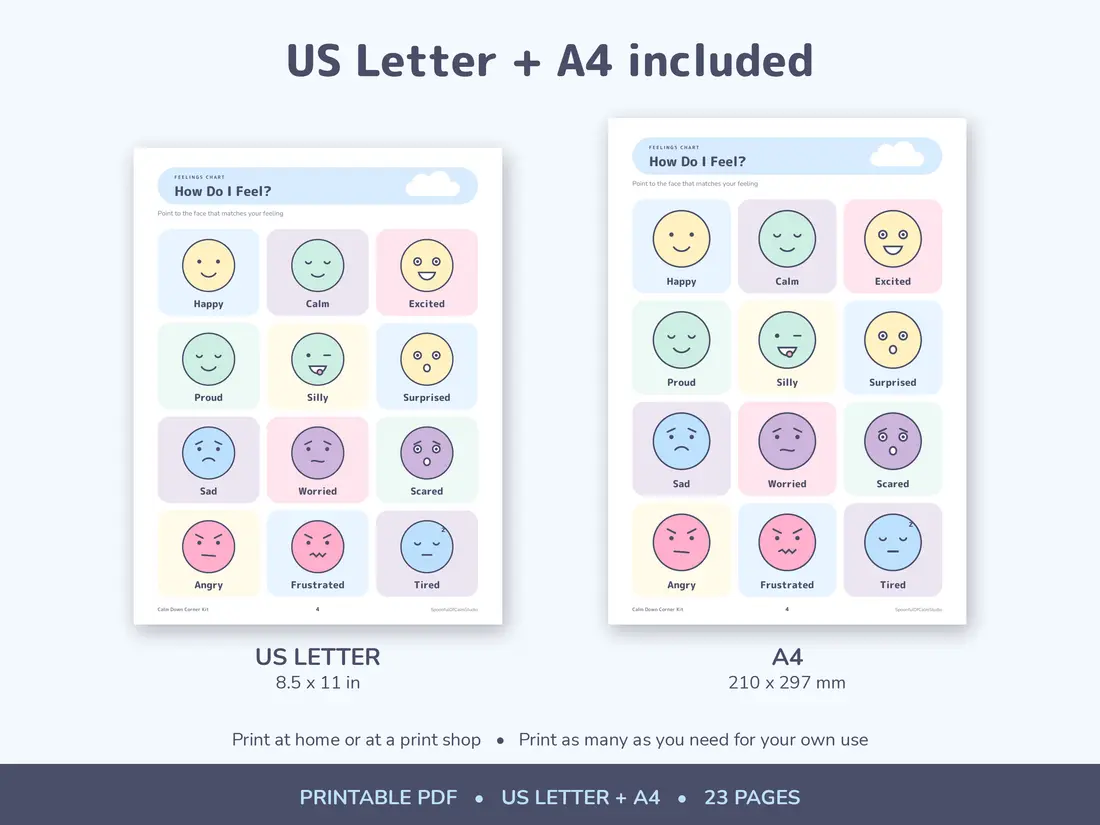 US Letter + A4 included
FEELINGS CHART
How Do I Feel?
Point to the face that matches your feeling
Happy
Calm
Excited
Proud
Silly
Surprised
Sad
Worried
Scared
Angry
Frustrated
Tired
z
Calm Down Corner Kit
4
SpoonfulOfCalmStudio
US LETTER
8.5 x 11 in
FEELINGS CHART
How Do I Feel?
Point to the face that matches your feeling
Happy
Calm
Excited
Proud
Silly
Surprised
Sad
Worried
Scared
Angry
Frustrated
Tired
z
Calm Down Corner Kit
4
SpoonfulOfCalmStudio
A4
210 x 297 mm
Print at home or at a print shop • Print as many as you need for your own use
PRINTABLE PDF • US LETTER + A4 • 23 PAGES